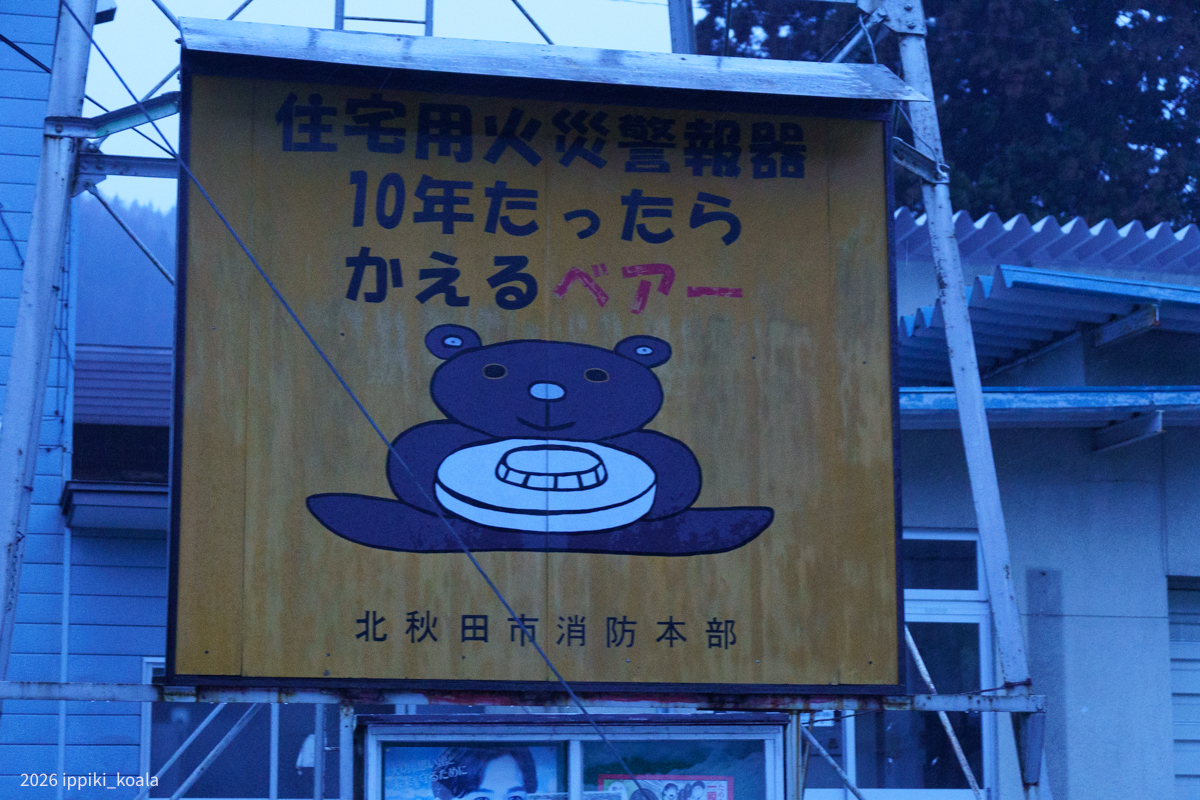 住宅用火災警報器
10年たったら
かえるベアー
北秋田市消防本部
2026 ippiki_koala